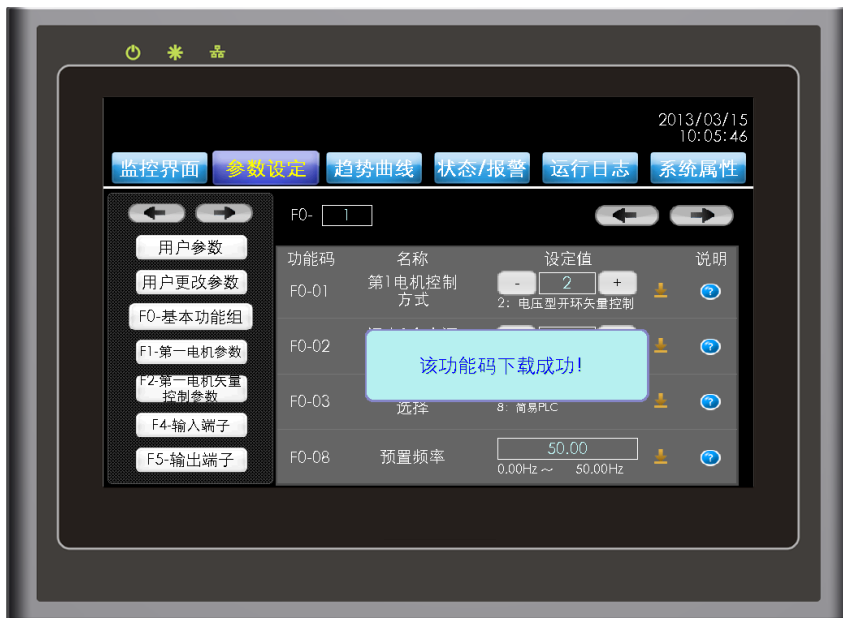 2013/03/15
10:05:46
监控界面 参数设定 趋势曲线 状态/报警 运行日志 系统属性
F0- 1
用户参数
用户更改参数
F0-基本功能组
F1-第一电机参数
F2-第一电机矢量
控制参数
F4-输入端子
F5-输出端子
功能码 名称 设定值 说明
F0-01 第1电机控制
方式 - 2 +
2: 电压型开环矢量控制
F0-02
该功能码下载成功!
F0-03 选择 8: 简易PLC
F0-08 预置频率 50.00
0.00Hz～ 50.00Hz